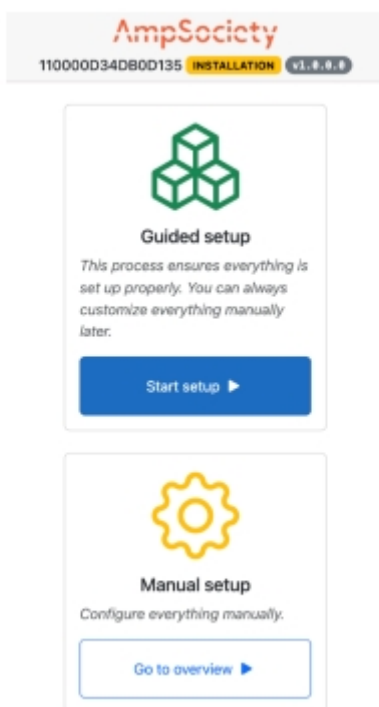 AmpSociety
110000D34DB0D135 INSTALLATION v1.0.0.0
Guided setup
This process ensures everything is
set up properly. You can always
customize everything manually
later.
Start setup ▶
Manual setup
Configure everything manually.
Go to overview ▶